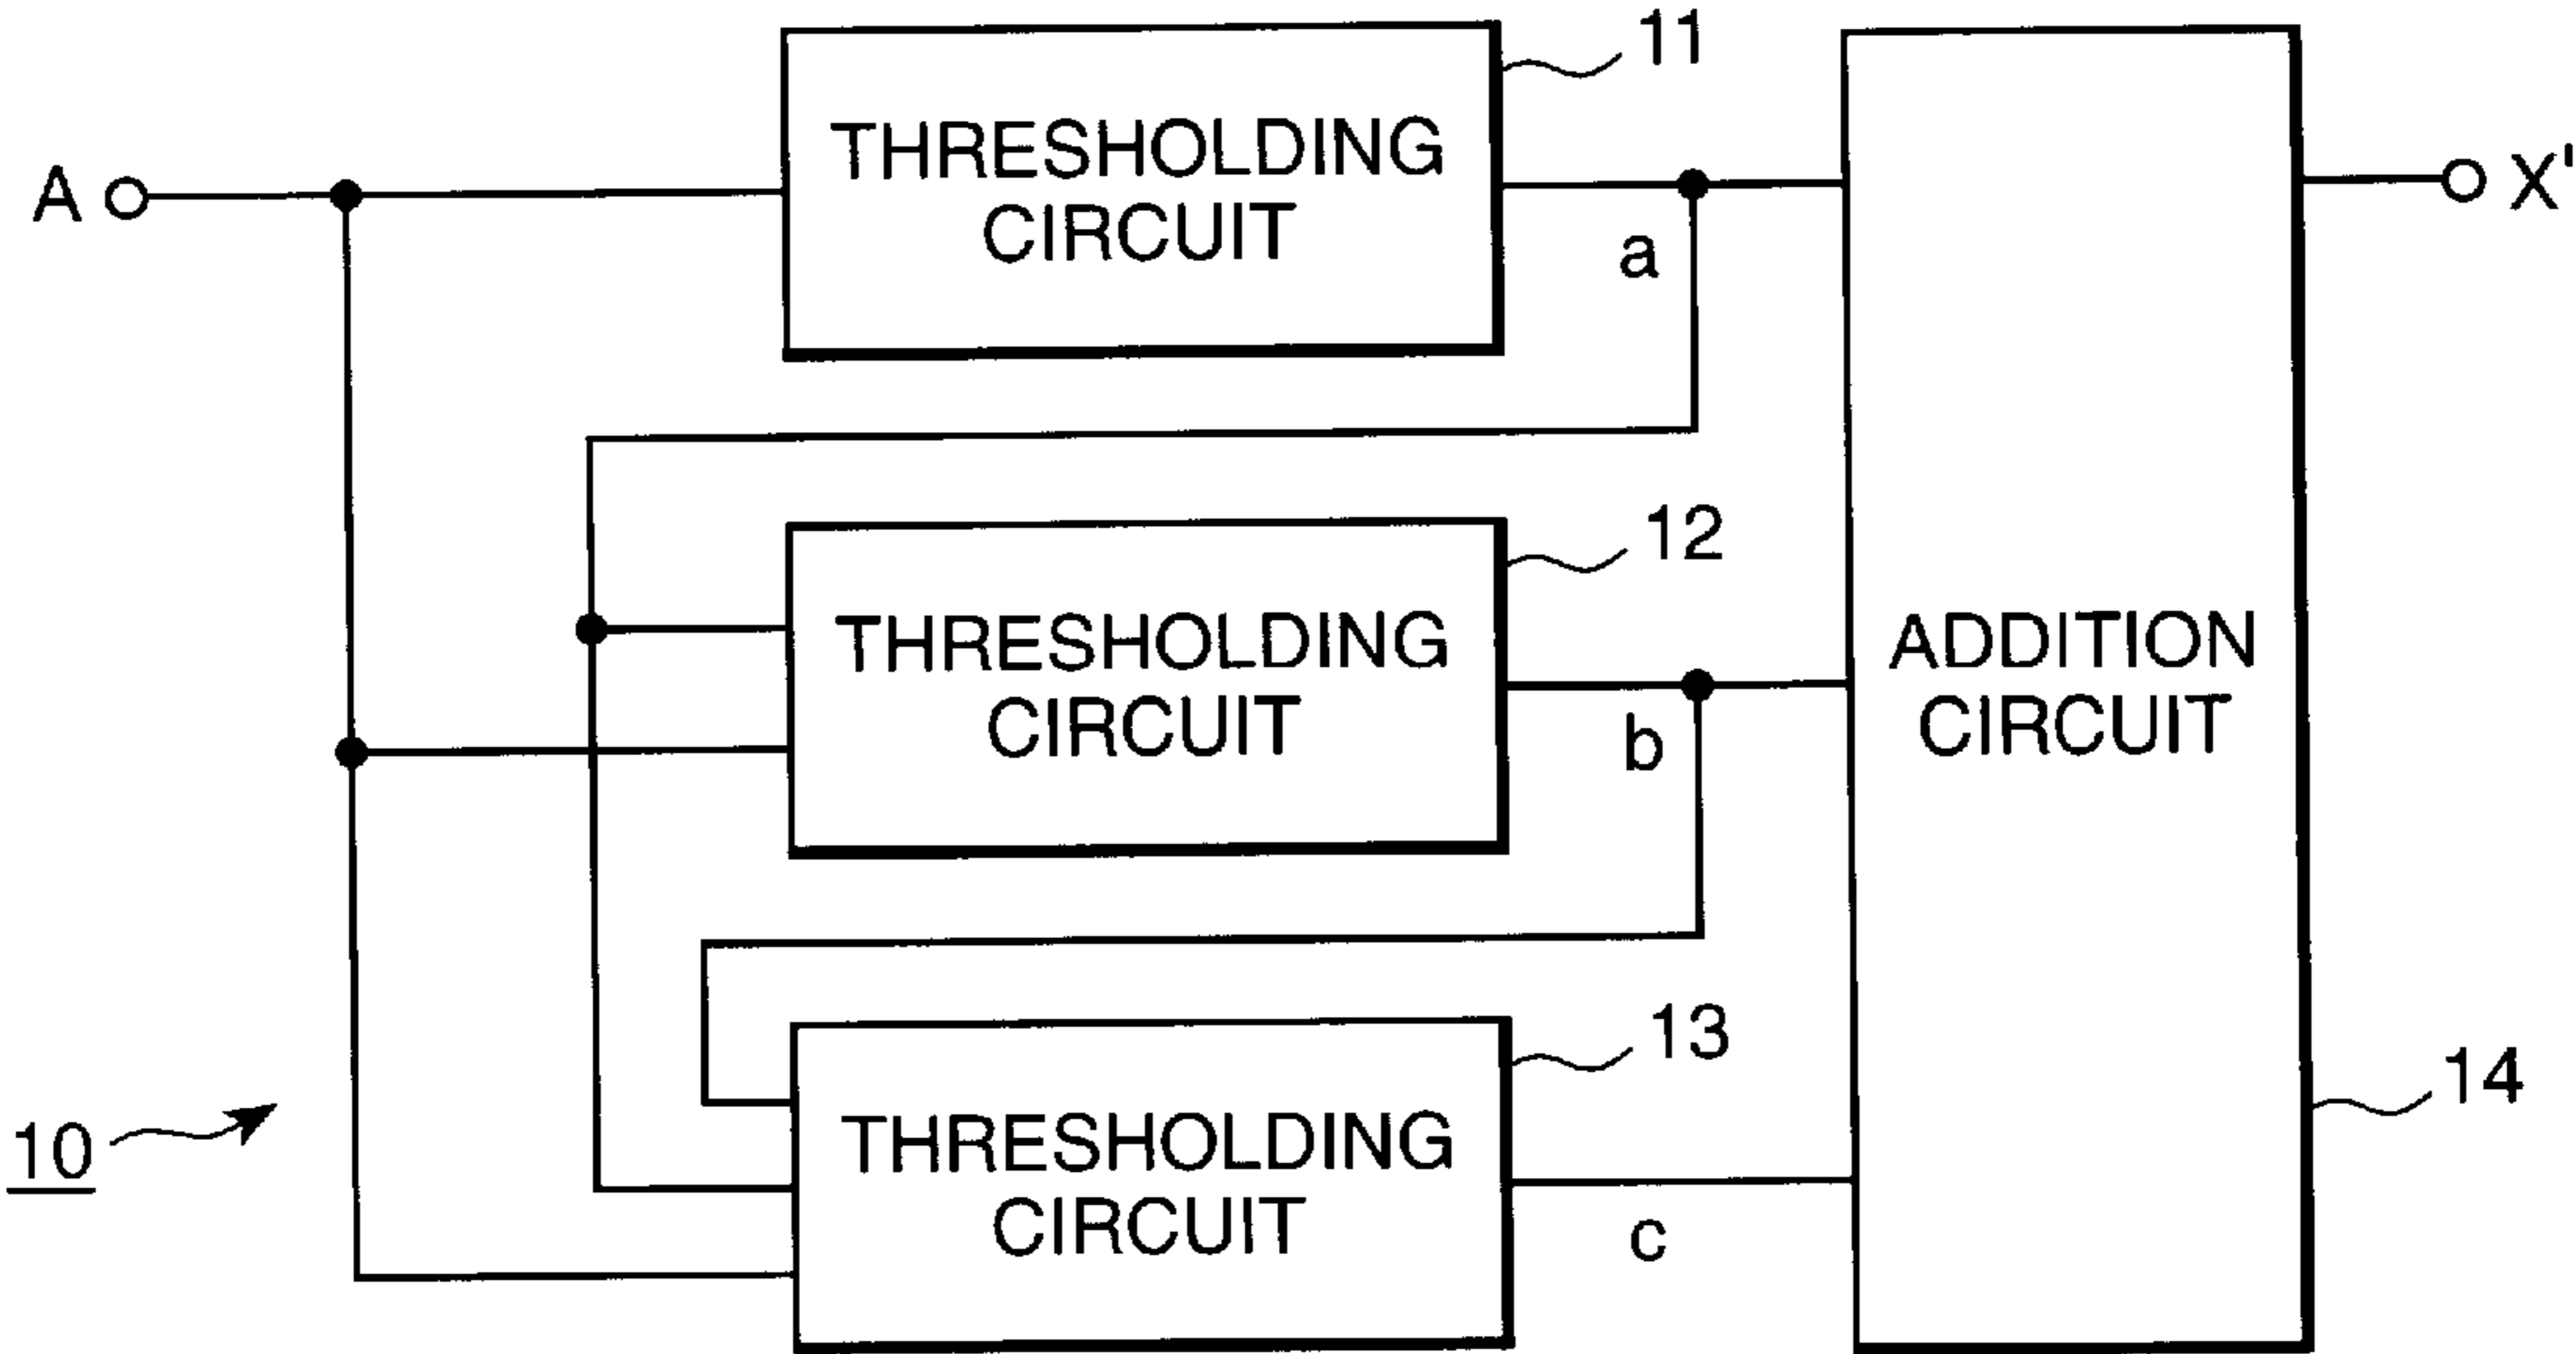 11
THRESHOLDING
CIRCUIT
A
X'
a
12
THRESHOLDING
CIRCUIT
ADDITION
CIRCUIT
b
13
THRESHOLDING
CIRCUIT
14
10
c